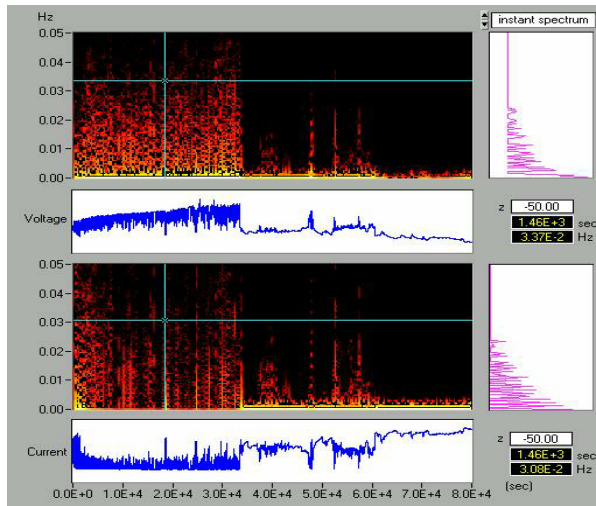 Hz
instant spectrum
0.05
0.04
0.03
0.02
0.01
0.00
Voltage
z -50.00
1.46E+3 sec
3.37E-2 Hz
0.05
0.04
0.03
0.02
0.01
0.00
Current
z -50.00
1.46E+3 sec
3.08E-2 Hz
0.0E+0 1.0E+4 2.0E+4 3.0E+4 4.0E+4 5.0E+4 6.0E+4 7.0E+4 8.0E+4 (sec)